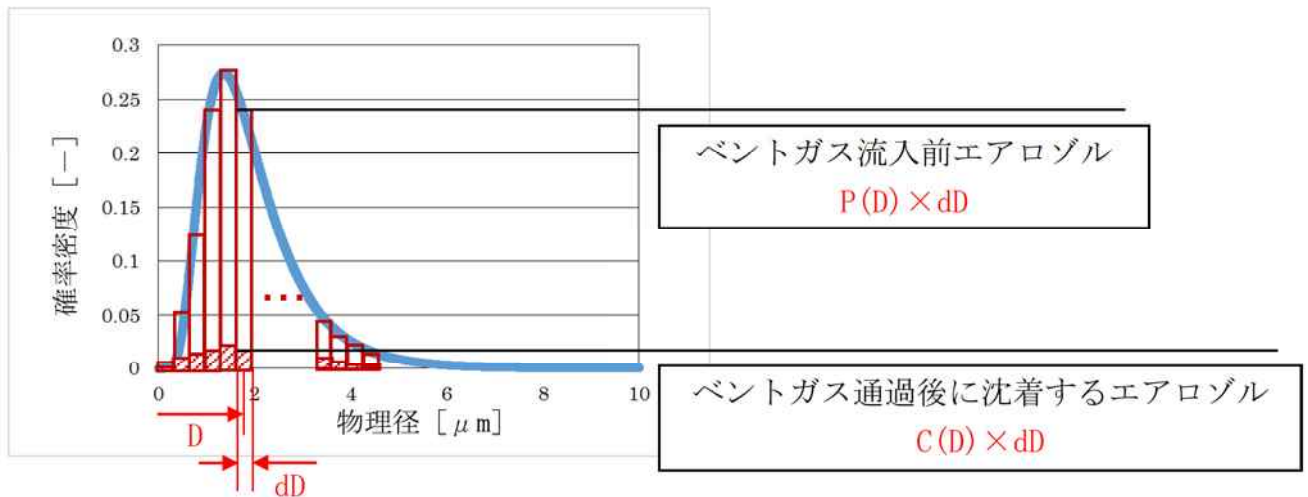 0.3
0.25
0.2
0.15
0.1
0.05
0
確率密度［－］
0 2 4 6 8 10
物理径［μm］
D
dD
ベントガス流入前エアロゾル
P(D)×dD
ベントガス通過後に沈着するエアロゾル
C(D)×dD